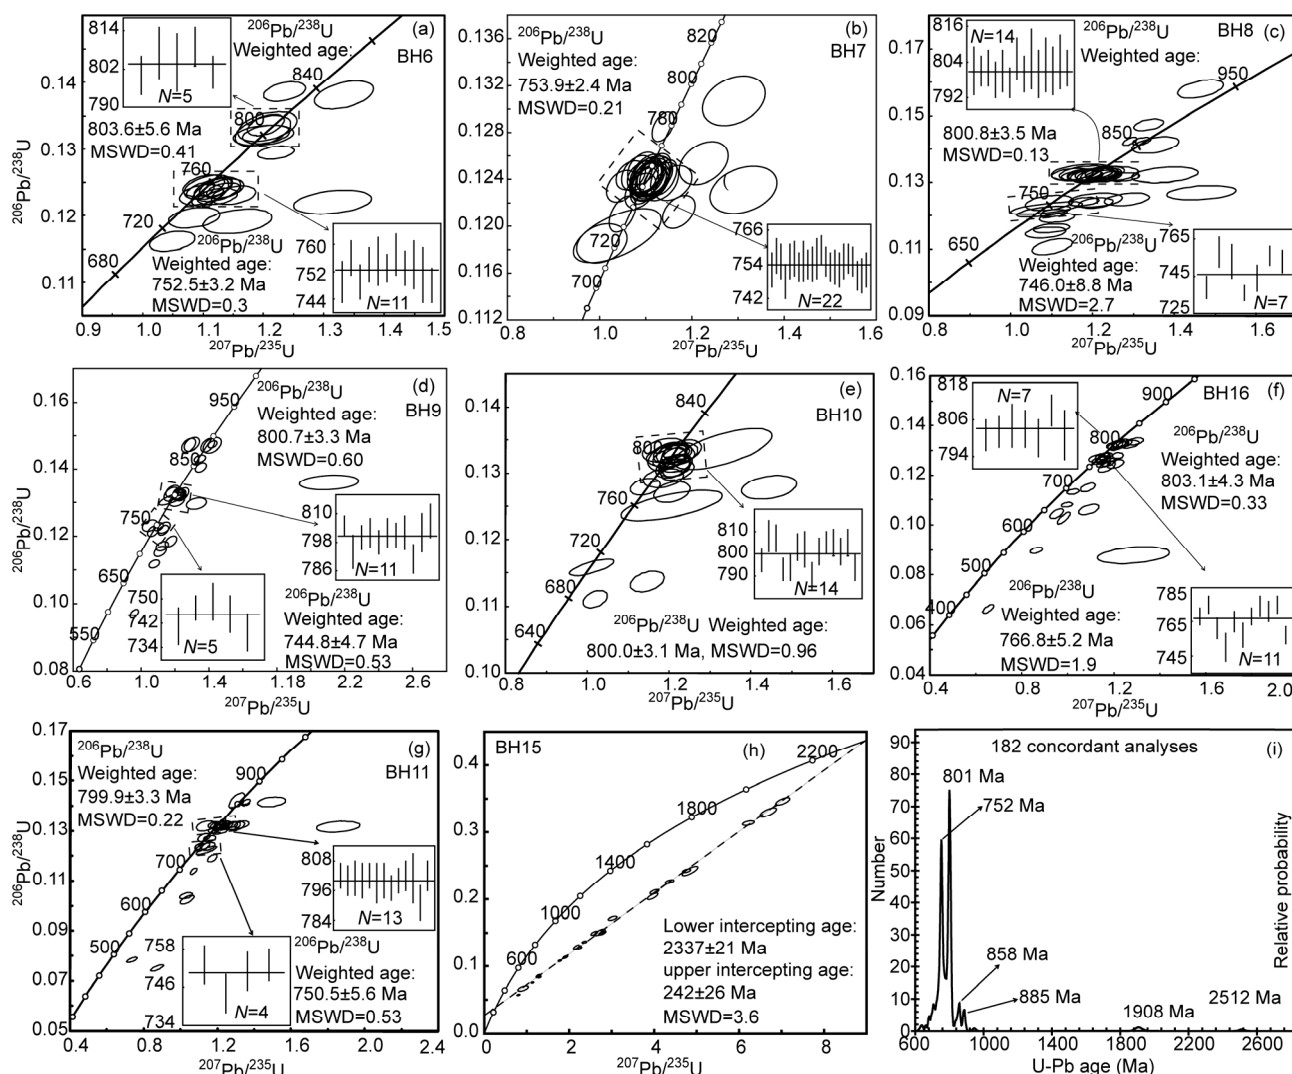 (a)
BH6
206Pb/238U
Weighted age:
803.6±5.6 Ma
MSWD=0.41
814
802
790
N=5
840
800
760
720
680
206Pb/238U
Weighted age:
752.5±3.2 Ma
MSWD=0.3
760
752
744
N=11
0.14
0.13
0.12
0.11
0.9 1.0 1.1 1.2 1.3 1.4 1.5
206Pb/238U
207Pb/235U
(b)
BH7
206Pb/238U
Weighted age:
753.9±2.4 Ma
MSWD=0.21
820
800
780
720
700
766
754
742
N=22
0.136
0.132
0.128
0.124
0.120
0.116
0.112
0.8 1.0 1.2 1.4 1.6
207Pb/235U
(c)
BH8
206Pb/238U
Weighted age:
800.8±3.5 Ma
MSWD=0.13
816
804
792
N=14
950
850
750
650
206Pb/238U
Weighted age:
746.0±8.8 Ma
MSWD=2.7
765
745
725
N=7
0.17
0.15
0.13
0.11
0.09
0.8 1.0 1.2 1.4 1.6
207Pb/235U
(d)
BH9
206Pb/238U
Weighted age:
800.7±3.3 Ma
MSWD=0.60
950
850
750
650
550
810
798
786
N=11
750
742
734
N=5
206Pb/238U
Weighted age:
744.8±4.7 Ma
MSWD=0.53
0.16
0.14
0.12
0.10
0.08
0.6 1.0 1.4 1.8 2.2 2.6
206Pb/238U
207Pb/235U
(e)
BH10
840
800
760
720
680
640
810
800
790
N=14
206Pb/238U Weighted age:
800.0±3.1 Ma, MSWD=0.96
0.14
0.13
0.12
0.11
0.10
0.6 0.8 1.0 1.2 1.4 1.6 1.8
207Pb/235U
(f)
BH16
818
806
794
N=7
900
800
700
600
500
400
206Pb/238U
Weighted age:
803.1±4.3 Ma
MSWD=0.33
206Pb/238U
Weighted age:
766.8±5.2 Ma
MSWD=1.9
785
765
745
N=11
0.16
0.14
0.12
0.10
0.08
0.06
0.04
0.4 0.8 1.2 1.6 2.0
207Pb/235U
(g)
BH11
206Pb/238U
Weighted age:
799.9±3.3 Ma
MSWD=0.22
900
700
600
500
808
796
784
N=13
758
746
734
N=4
206Pb/238U
Weighted age:
750.5±5.6 Ma
MSWD=0.53
0.17
0.15
0.13
0.11
0.09
0.07
0.05
0.4 0.8 1.2 1.6 2.0 2.4
206Pb/238U
207Pb/235U
BH15
(h)
2200
1800
1400
1000
600
Lower intercepting age:
2337±21 Ma
upper intercepting age:
242±26 Ma
MSWD=3.6
0.4
0.3
0.2
0.1
0.0
0 2 4 6 8
207Pb/235U
182 concordant analyses
(i)
801 Ma
752 Ma
858 Ma
885 Ma
1908 Ma
2512 Ma
Number
Relative probability
90
80
70
60
50
40
30
20
10
0
600 1000 1400 1800 2200 2600
U-Pb age (Ma)